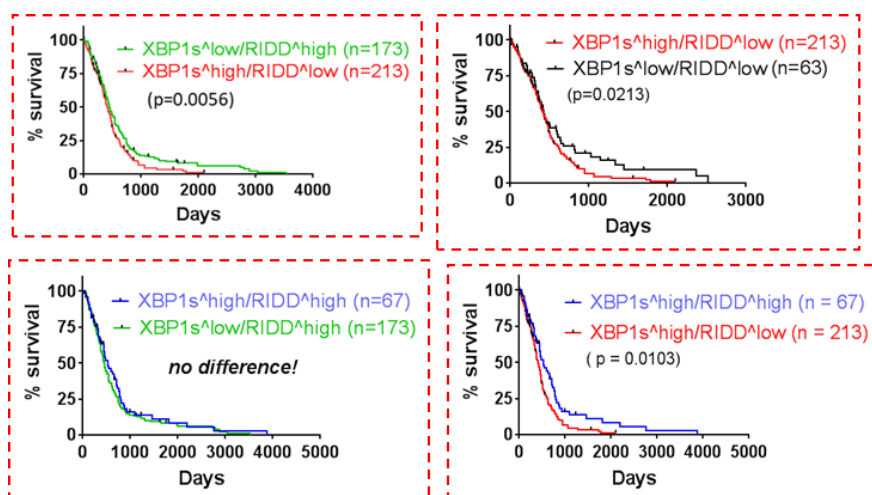 XBP1s^low/RIDD^high (n=173)
XBP1s^high/RIDD^low (n=213)
(p=0.0056)
% survival
100
75
50
25
0
0 1000 2000 3000 4000
Days
XBP1s^high/RIDD^low (n=213)
XBP1s^low/RIDD^low (n=63)
(p=0.0213)
% survival
100
75
50
25
0
0 1000 2000 3000
Days
XBP1s^high/RIDD^high (n=67)
XBP1s^low/RIDD^high (n=173)
no difference!
% survival
100
75
50
25
0
0 1000 2000 3000 4000 5000
Days
XBP1s^high/RIDD^high (n = 67)
XBP1s^high/RIDD^low (n = 213)
( p = 0.0103)
% survival
100
75
50
25
0
0 1000 2000 3000 4000 5000
Days